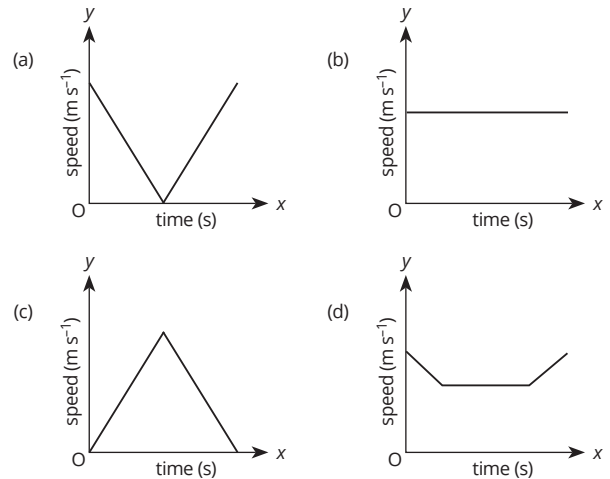 (a)
y
speed (m s⁻¹)
O
time (s)
x
(b)
y
speed (m s⁻¹)
O
time (s)
x
(c)
y
speed (m s⁻¹)
O
time (s)
x
(d)
y
speed (m s⁻¹)
O
time (s)
x